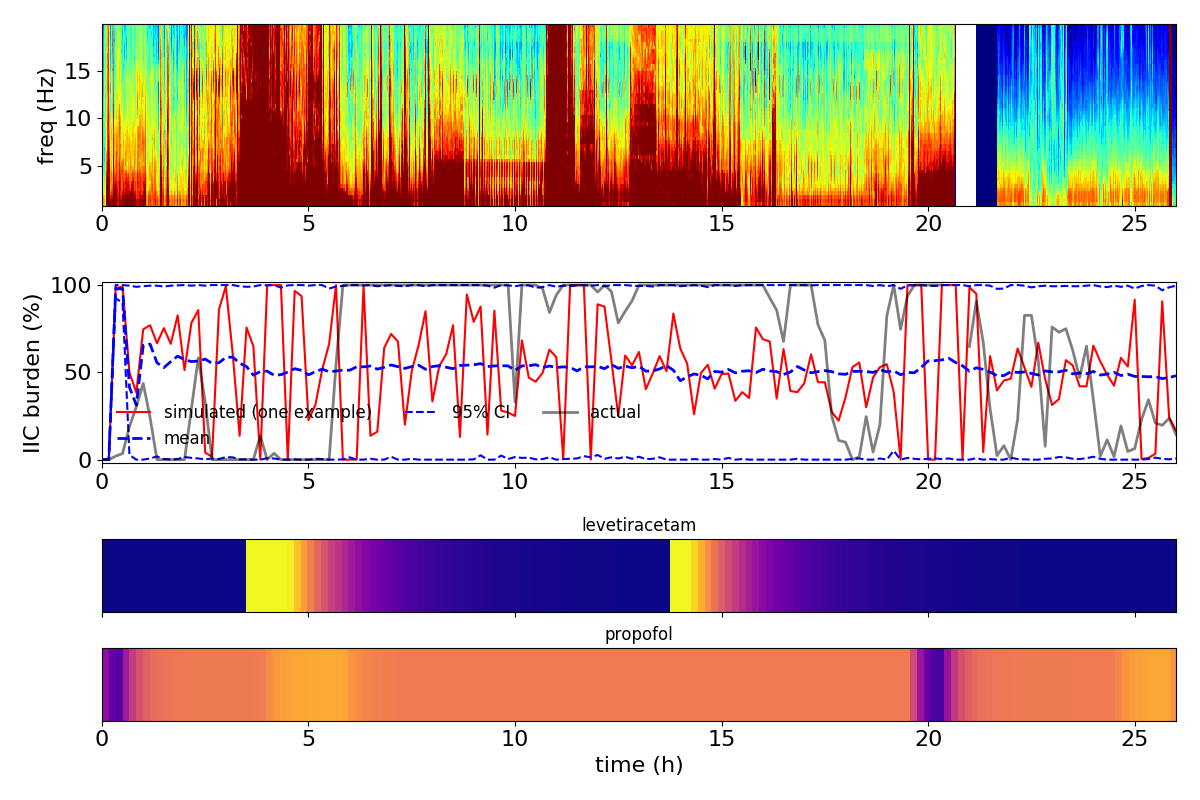 freq (Hz)
15
10
5
0 5 10 15 20 25
IIC burden (%)
100
50
0
simulated (one example) 95% CI actual
mean
0 5 10 15 20 25
levetiracetam
propofol
0 5 10 15 20 25
time (h)